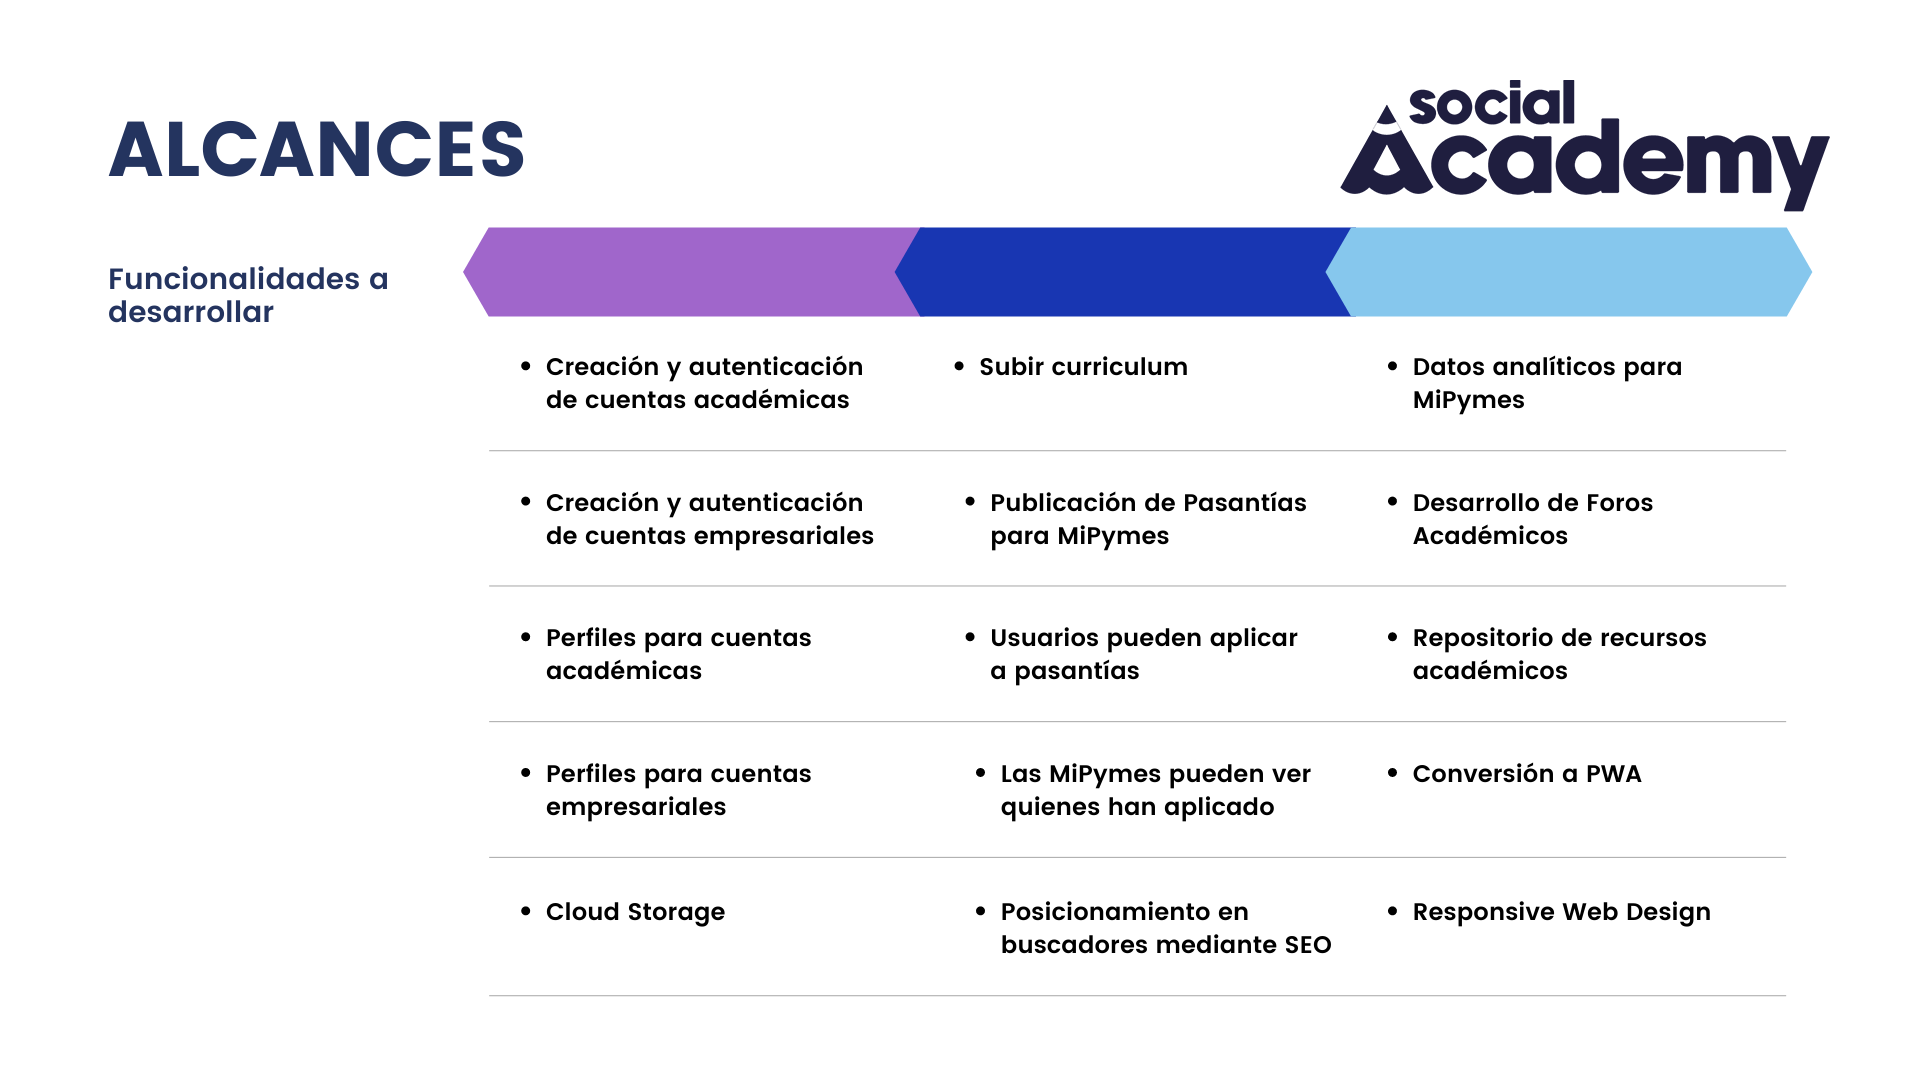 ALCANCES
social
Academy
Funcionalidades a
desarrollar
Creación y autenticación
de cuentas académicas
Subir curriculum
Datos analíticos para
MiPymes
Creación y autenticación
de cuentas empresariales
Publicación de Pasantías
para MiPymes
Desarrollo de Foros
Académicos
Perfiles para cuentas
académicas
Usuarios pueden aplicar
a pasantías
Repositorio de recursos
académicos
Perfiles para cuentas
empresariales
Las MiPymes pueden ver
quienes han aplicado
Conversión a PWA
Cloud Storage
Posicionamiento en
buscadores mediante SEO
Responsive Web Design